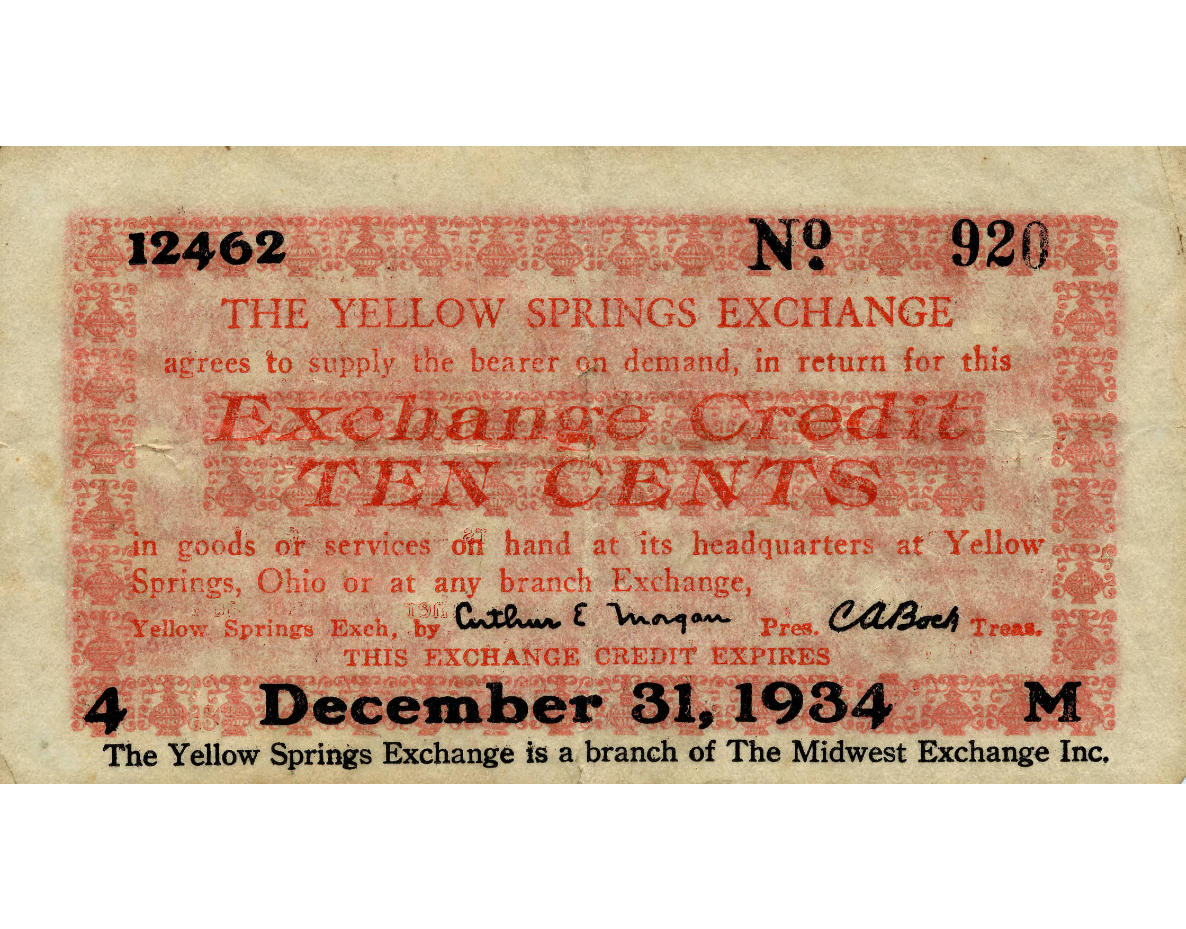 12462 Nº 920
THE YELLOW SPRINGS EXCHANGE
agrees to supply the bearer on demand, in return for this
Exchange Credit
TEN CENTS
in goods or services on hand at its headquarters at Yellow
Springs, Ohio or at any branch Exchange,
Yellow Springs Exch, by Arthur E Morgan Pres. CABock Treas.
THIS EXCHANGE CREDIT EXPIRES
4 December 31, 1934 M
The Yellow Springs Exchange is a branch of The Midwest Exchange Inc.